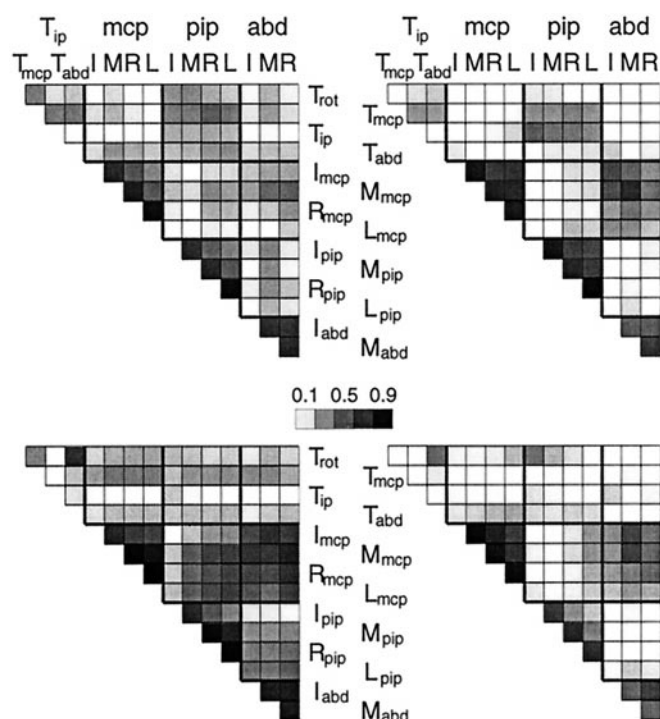 T_ip mcp pip abd T_ip mcp pip abd
T_mcp T_abd I M R L I M R L I M R T_mcp T_abd I M R L I M R L I M R
T_rot
T_mcp
T_ip
T_abd
I_mcp
M_mcp
R_mcp
L_mcp
I_pip
M_pip
R_pip
L_pip
I_abd
M_abd
0.1 0.5 0.9
T_rot
T_mcp
T_ip
T_abd
I_mcp
M_mcp
R_mcp
L_mcp
I_pip
M_pip
R_pip
L_pip
I_abd
M_abd